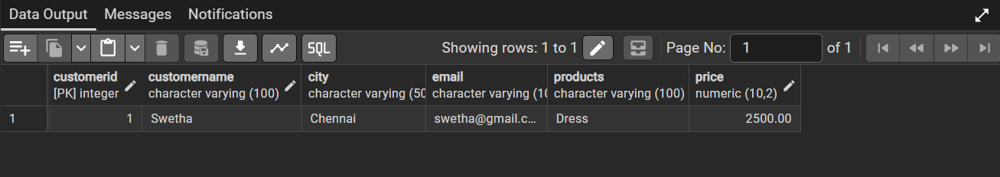 Data Output Messages Notifications
SQL Showing rows: 1 to 1 Page No: 1 of 1
customerid customername city email products price
[PK] integer character varying (100) character varying (50 character varying (10 character varying (100) numeric (10,2)
1 1 Swetha Chennai swetha@gmail.c... Dress 2500.00